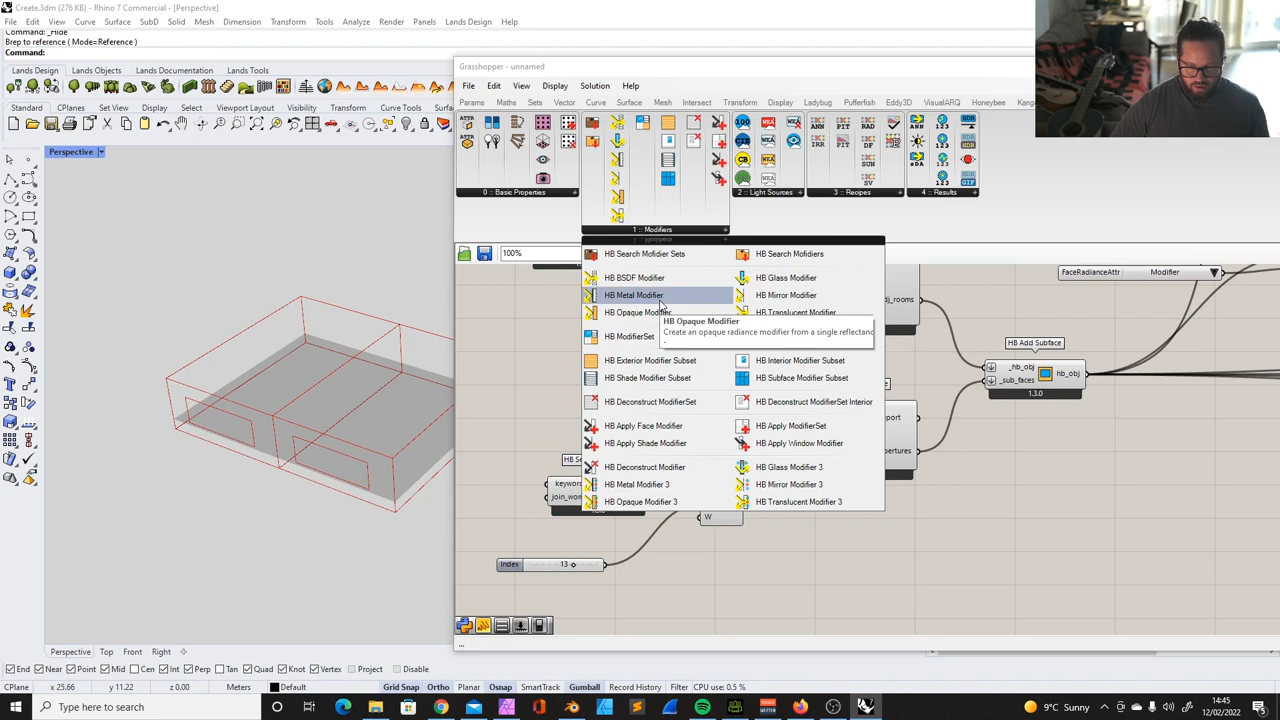 Create.3dm (276 KB) - Rhino 7 Commercial - [Perspective]
File Edit View Curve Surface SubD Solid Mesh Dimension Transform Tools Analyze Render Panels Lands Design Help
Command: _Hide
Brep to reference ( Mode=Reference )
Command:
Lands Design Lands Objects Lands Documentation Lands Tools
Standard CPlanes Set View Display Select Viewport Layout Visibility Transform Curve Tools
Perspective
Grasshopper - unnamed
File Edit View Display Solution Help
Params Maths Sets Vector Curve Surface Mesh Intersect Transform Display Ladybug Pufferfish Eddy3D VisualARQ Honeybee
0 :: Basic Properties
1 :: Modifiers
2 :: Light Sources
3 :: Recipes
4 :: Results
100%
HB Search Mofidier Sets HB Search Mofidiers
HB BSDF Modifier HB Glass Modifier
HB Metal Modifier HB Mirror Modifier
HB Opaque Modifier HB Translucent Modifier
HB Opaque Modifier
Create an opaque radiance modifier from a single reflectance
HB ModifierSet
HB Exterior Modifier Subset HB Interior Modifier Subset
HB Shade Modifier Subset HB Surface Modifier Subset
HB Deconstruct ModifierSet HB Deconstruct ModifierSet Interior
HB Apply Face Modifier HB Apply ModifierSet
HB Apply Shade Modifier HB Apply Window Modifier
HB Deconstruct Modifier HB Glass Modifier 3
HB Metal Modifier 3 HB Mirror Modifier 3
HB Opaque Modifier 3 HB Translucent Modifier 3
FaceRadianceAttr Modifier
HB Add Subface
_hb_obj hb_obj
_sub_faces
1.3.0
W
Index 13
Perspective Top Front Right
End Near Point Mid Cen Int Perp Tan Quad Knot Vertex Project Disable
CPlane x 25.66 y 11.22 z 0.00 Meters Default Grid Snap Ortho Planar Osnap SmartTrack Gumball Record History Filter CPU use: 0.5 %
Type here to search
9°C Sunny
14:45
12/02/2022